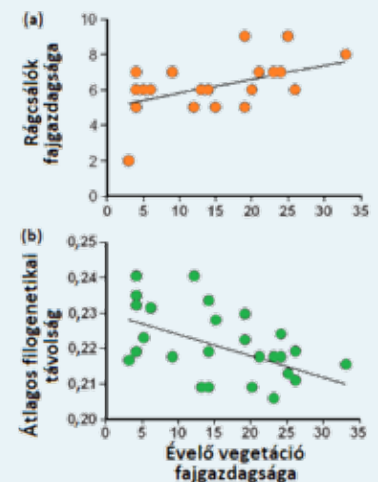 (a)
Rágcsálók
fajgazdagsága
10
8
6
4
2
0
0 5 10 15 20 25 30 35
(b)
Átlagos filogenetikai
távolság
0,25
0,24
0,23
0,22
0,21
0,20
0 5 10 15 20 25 30 35
Évelő vegetáció
fajgazdagsága